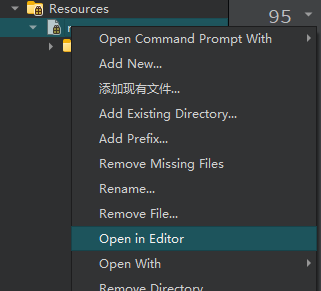 Resources
95
Open Command Prompt With
Add New...
添加现有文件...
Add Existing Directory...
Add Prefix...
Remove Missing Files
Rename...
Remove File...
Open in Editor
Open With
Remove Directory